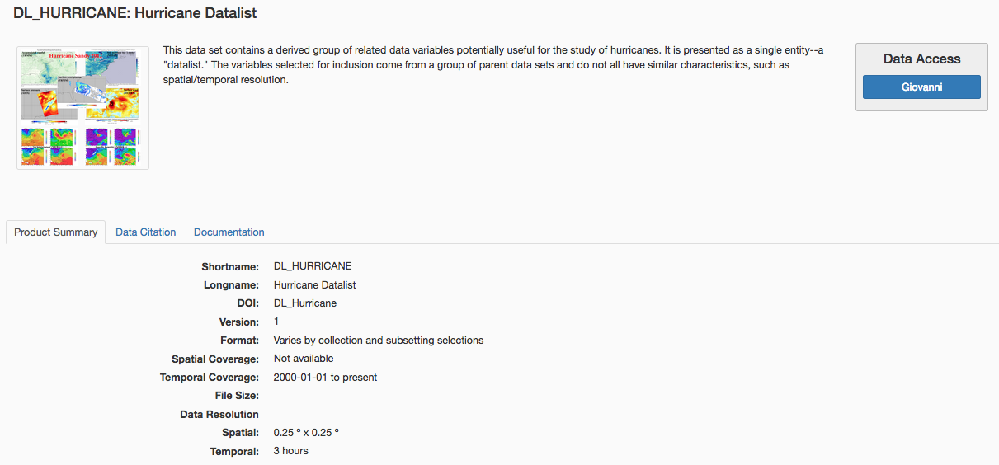 DL_HURRICANE: Hurricane Datalist
Hurricane Sandy 2012
This data set contains a derived group of related data variables potentially useful for the study of hurricanes. It is presented as a single entity--a
"datalist." The variables selected for inclusion come from a group of parent data sets and do not all have similar characteristics, such as
spatial/temporal resolution.
Data Access
Giovanni
Product Summary
Data Citation
Documentation
Shortname: DL_HURRICANE
Longname: Hurricane Datalist
DOI: DL_Hurricane
Version: 1
Format: Varies by collection and subsetting selections
Spatial Coverage: Not available
Temporal Coverage: 2000-01-01 to present
File Size:
Data Resolution
Spatial: 0.25 º x 0.25 º
Temporal: 3 hours